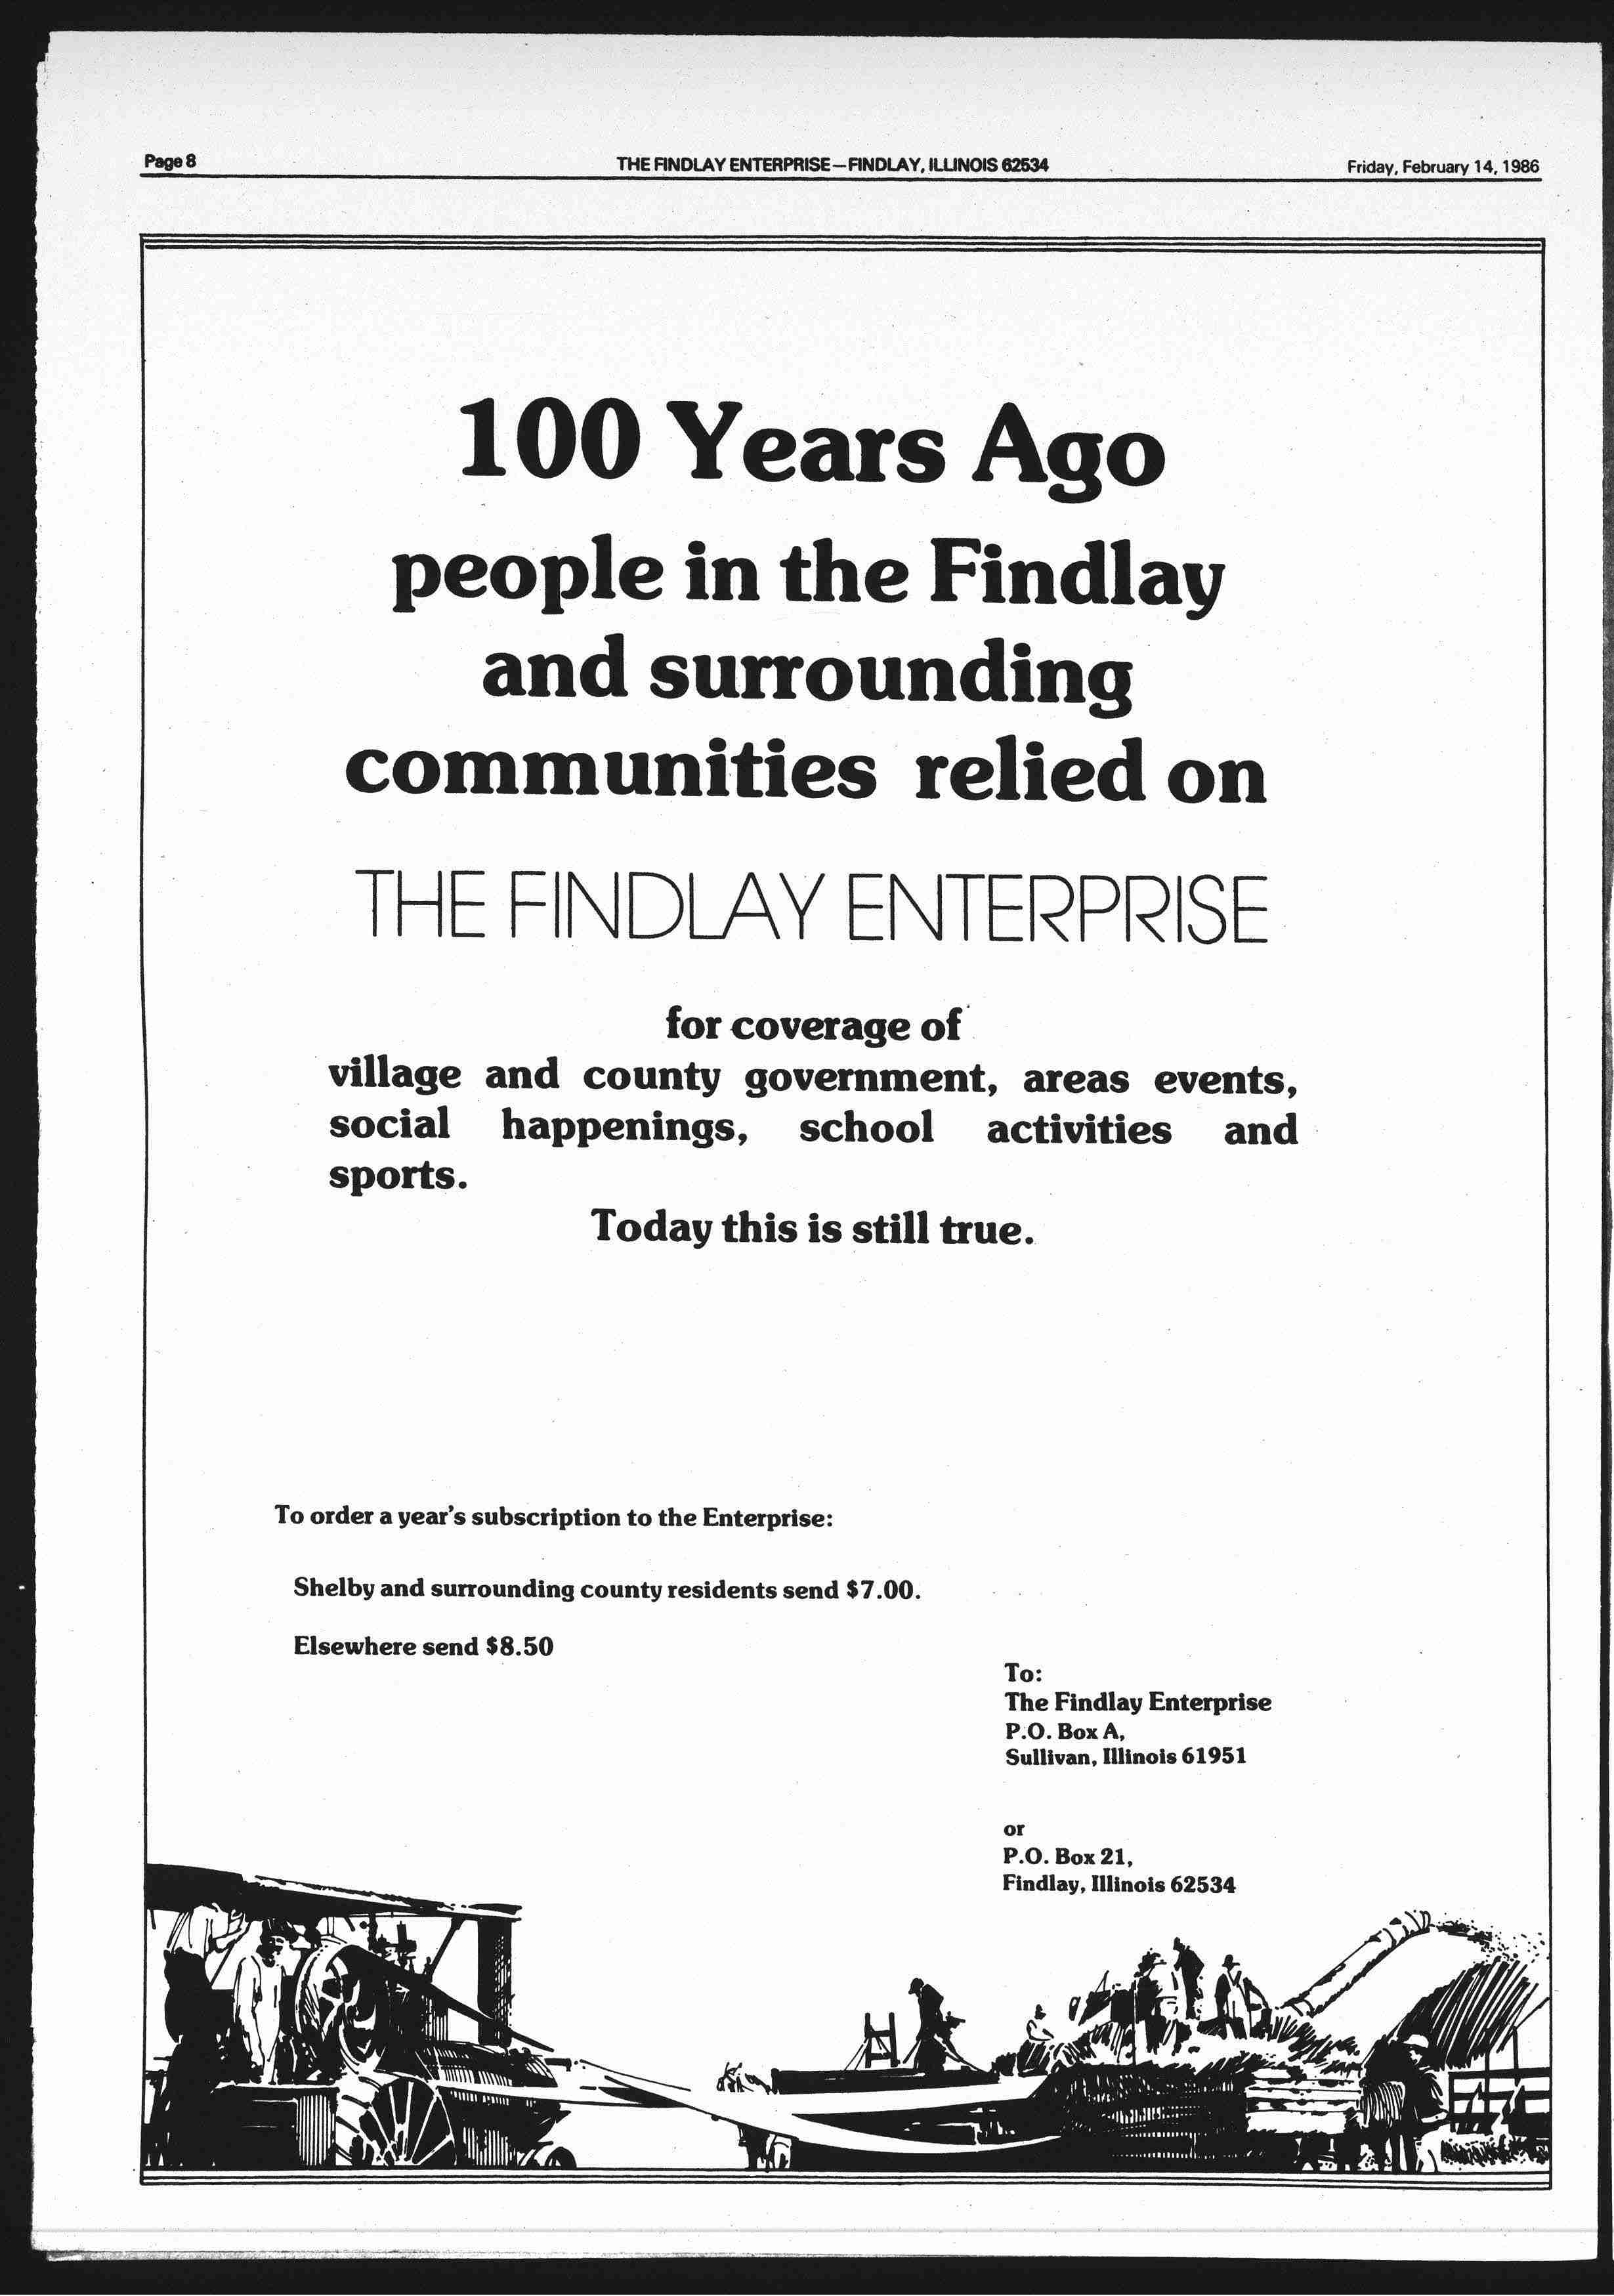 Page 8
THE FINDLAY ENTERPRISE—FINDLAY, ILLINOIS 62534
Friday, February 14, 1986
100 Years Ago
people in the Findlay
and surrounding
communities relied on
THE FINDLAY ENTERPRISE
for coverage of
village and county government, areas events,
social happenings, school activities and
sports.
Today this is still true.
To order a year's subscription to the Enterprise:
Shelby and surrounding county residents send $7.00.
Elsewhere send $8.50
To:
The Findlay Enterprise
P.O. Box A,
Sullivan, Illinois 61951
or
P.O. Box 21,
Findlay, Illinois 62534